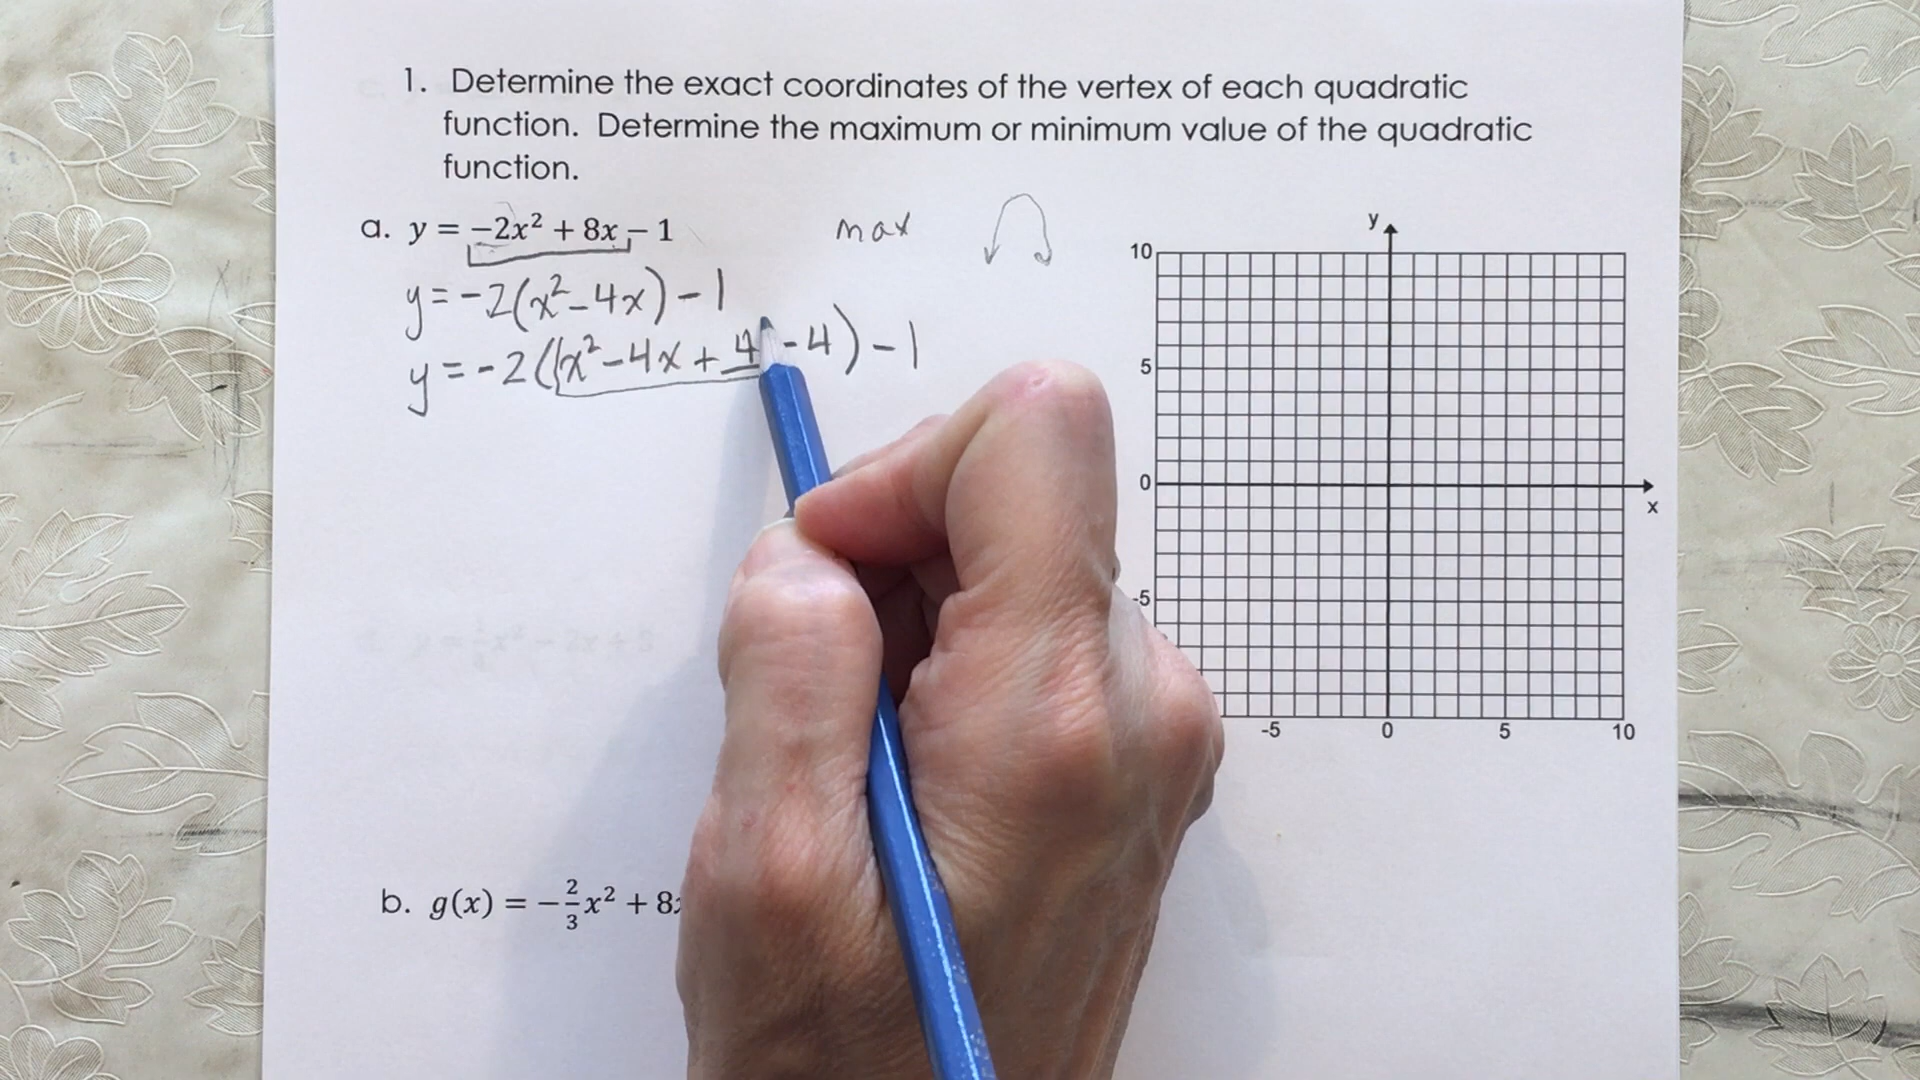 1. Determine the exact coordinates of the vertex of each quadratic
function. Determine the maximum or minimum value of the quadratic
function.
a. y = −2x² + 8x − 1
max
y = -2(x² - 4x) - 1
y = -2(x² - 4x + 4 - 4) - 1
y
10
5
0
-5
x
-5 0 5 10
b. g(x) = −2/3x² + 8